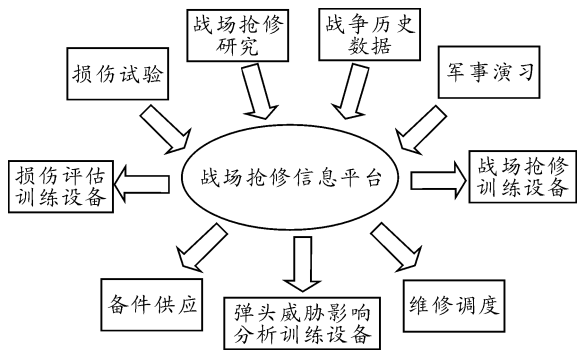 战场抢修
研究
战争历史
数据
损伤试验
军事演习
战场抢修信息平台
损伤评估
训练设备
战场抢修
训练设备
备件供应
弹头威胁影响
分析训练设备
维修调度